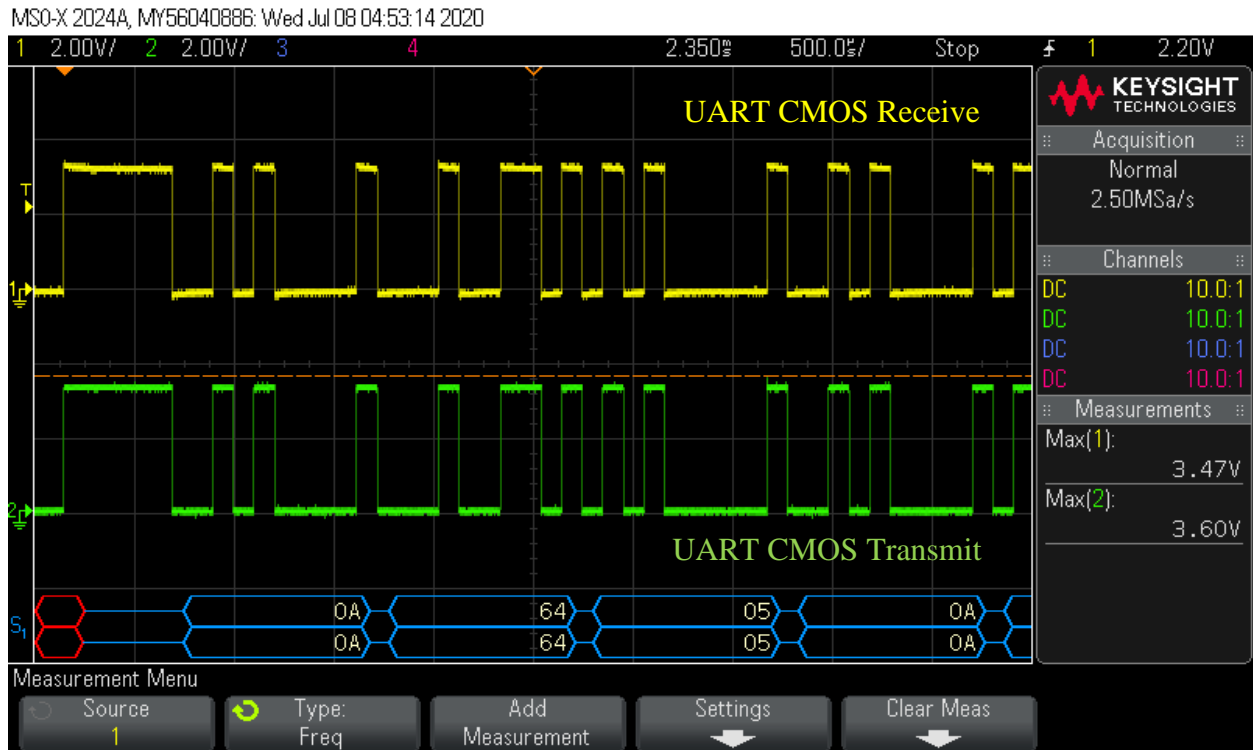 MSO-X 2024A, MY56040886: Wed Jul 08 04:53:14 2020
1 2.00V/ 2 2.00V/ 3 4 2.350ms 500.0µs/ Stop 1 2.20V
KEYSIGHT
TECHNOLOGIES
UART CMOS Receive
Acquisition
Normal
2.50MSa/s
T
Channels
1
DC 10.0:1
DC 10.0:1
DC 10.0:1
DC 10.0:1
Measurements
Max(1):
3.47V
Max(2):
3.60V
2
UART CMOS Transmit
S1
0A 64 05 0A
0A 64 05 0A
Measurement Menu
Source Type: Add Settings Clear Meas
1 Freq Measurement